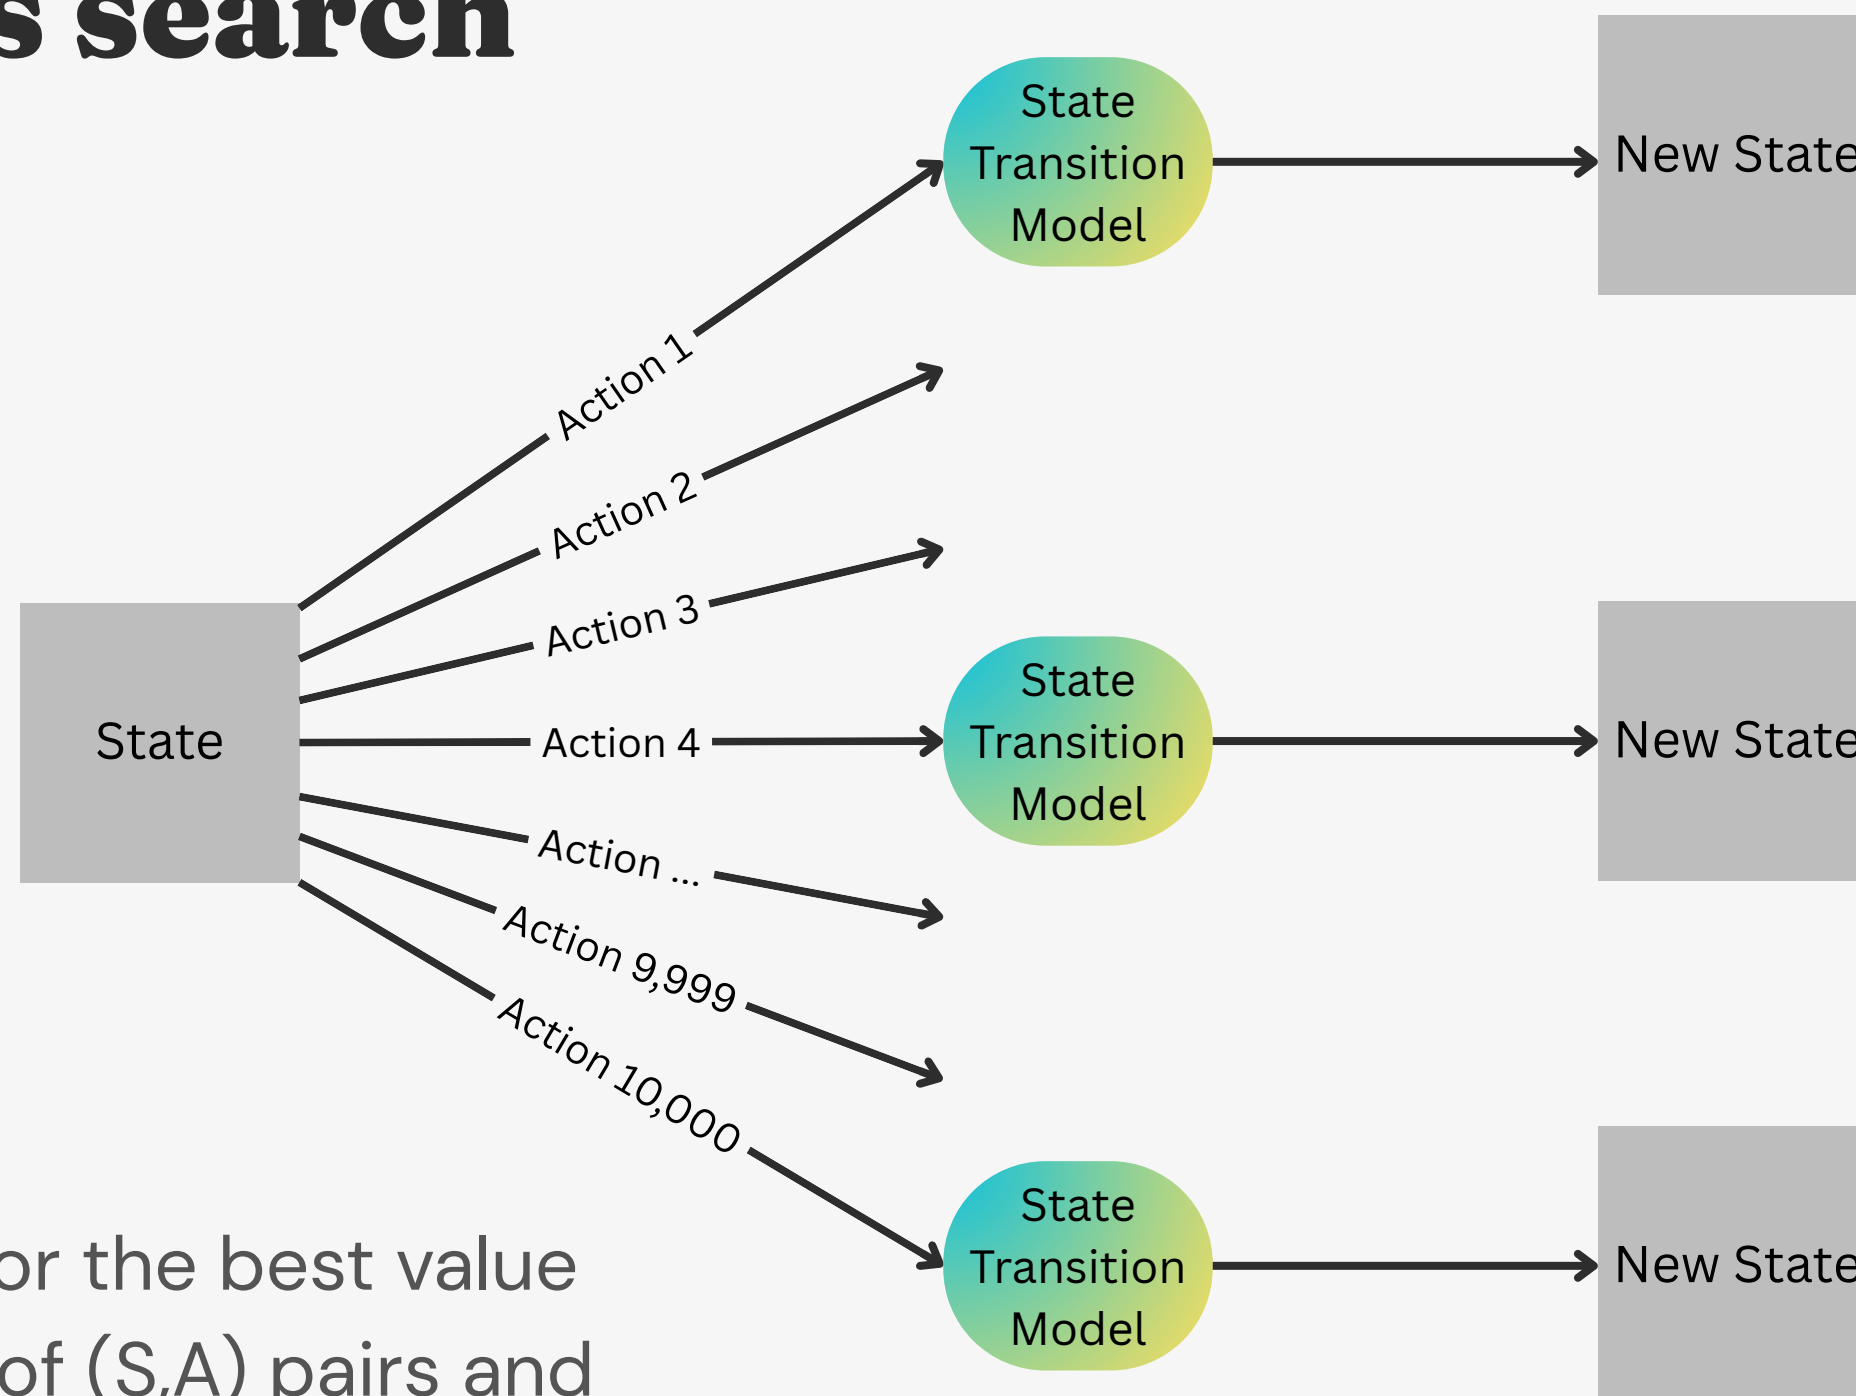 s search
State
Transition
Model
New State
Action 1
Action 2
Action 3
State
Action 4
State
Transition
Model
New State
Action ...
Action 9,999
Action 10,000
State
Transition
Model
New State
or the best value
of (S,A) pairs and